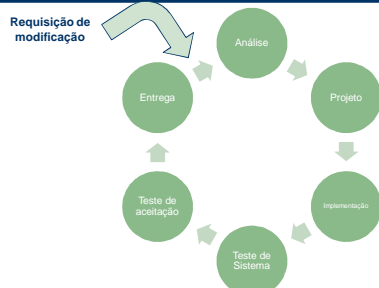 Requisição de
modificação
Análise
Projeto
Implementação
Teste de
Sistema
Teste de
aceitação
Entrega